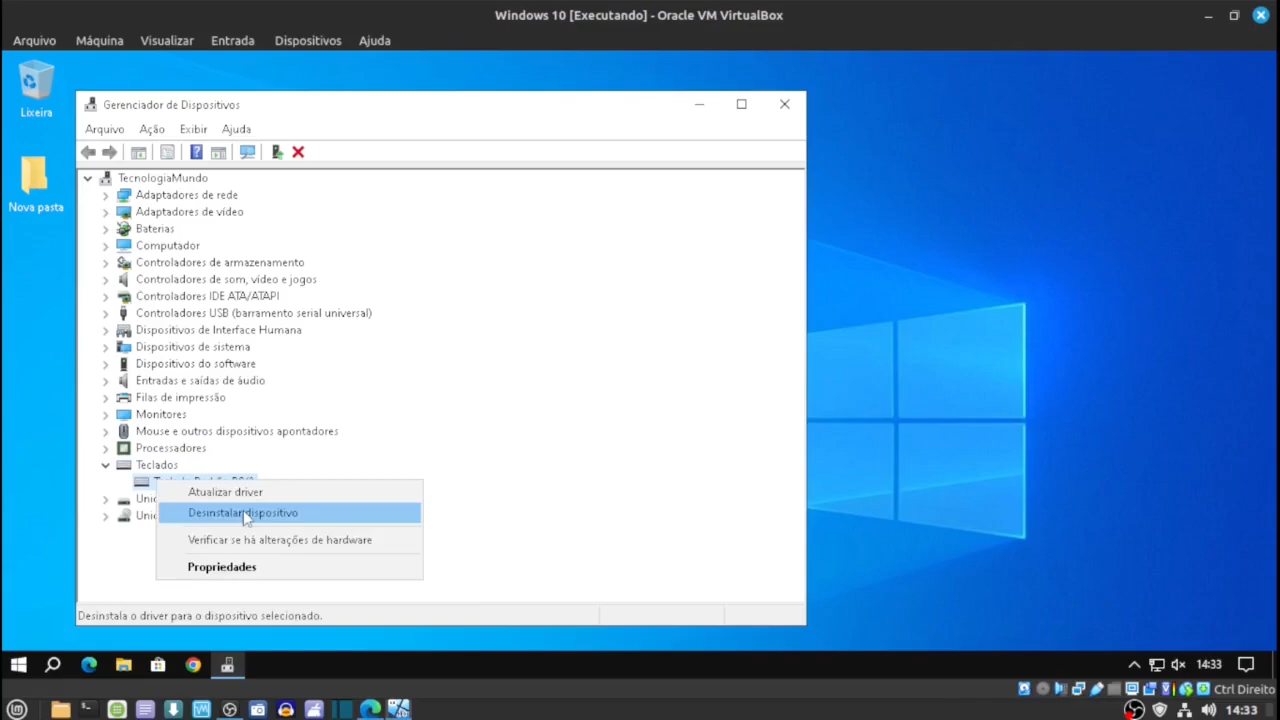 Windows 10 [Executando] - Oracle VM VirtualBox
Arquivo Máquina Visualizar Entrada Dispositivos Ajuda
Lixeira
Nova pasta
Gerenciador de Dispositivos
Arquivo Ação Exibir Ajuda
TecnologiaMundo
Adaptadores de rede
Adaptadores de vídeo
Baterias
Computador
Controladores de armazenamento
Controladores de som, vídeo e jogos
Controladores IDE ATA/ATAPI
Controladores USB (barramento serial universal)
Dispositivos de Interface Humana
Dispositivos de sistema
Dispositivos do software
Entradas e saídas de áudio
Filas de impressão
Monitores
Mouse e outros dispositivos apontadores
Processadores
Teclados
Atualizar driver
Desinstalar dispositivo
Verificar se há alterações de hardware
Propriedades
Desinstala o driver para o dispositivo selecionado.
14:33
Ctrl Direito
14:33